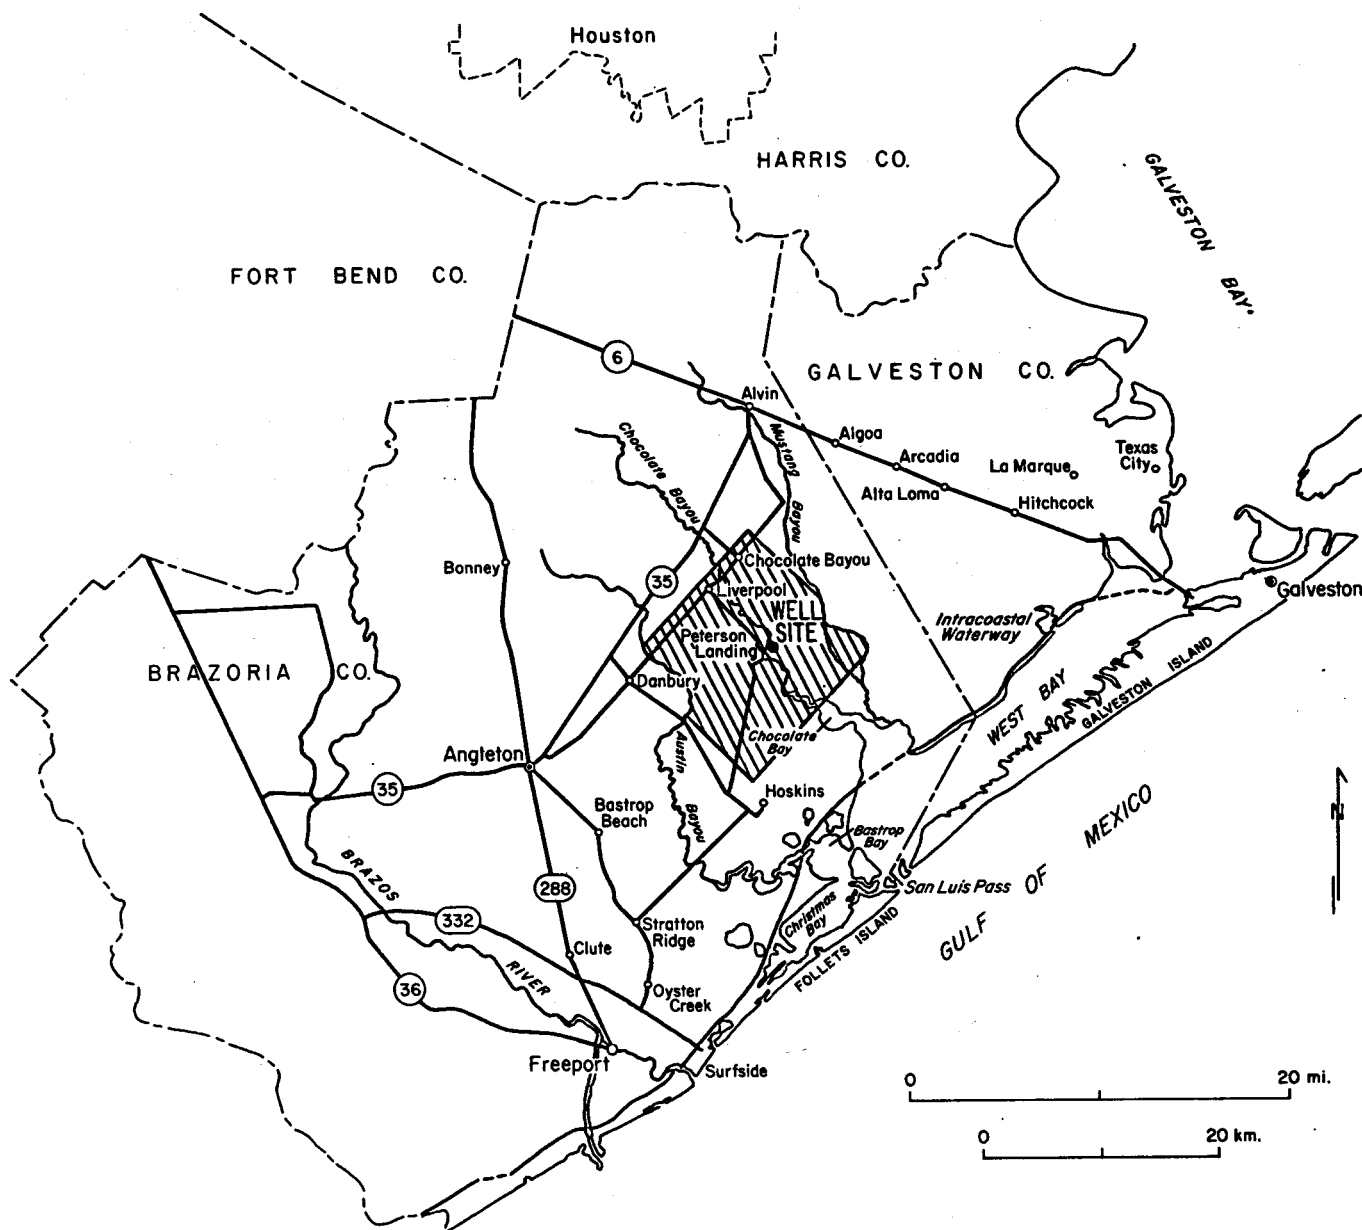 Houston
HARRIS CO.
GALVESTON BAY
FORT BEND CO.
6
GALVESTON CO.
Alvin
Chocolate Bayou
Mustang Bayou
Algoa
Arcadia
Alta Loma
La Marque
Texas
City
Hitchcock
Bonney
35
Chocolate Bayou
Liverpool
WELL
SITE
Peterson
Landing
Galveston
Intracoastal
Waterway
BRAZORIA CO.
Danbury
WEST BAY
GALVESTON ISLAND
Angleton
Austin Bayou
Chocolate
Bay
35
Hoskins
Bastrop
Beach
GULF OF MEXICO
N
Bastrop
Bay
San Luis Pass
BRAZOS RIVER
288
332
Stratton
Ridge
Christmas
Bay
FOLLETS ISLAND
Clute
36
Oyster
Creek
Freeport
Surfside
0 20 mi.
0 20 km.